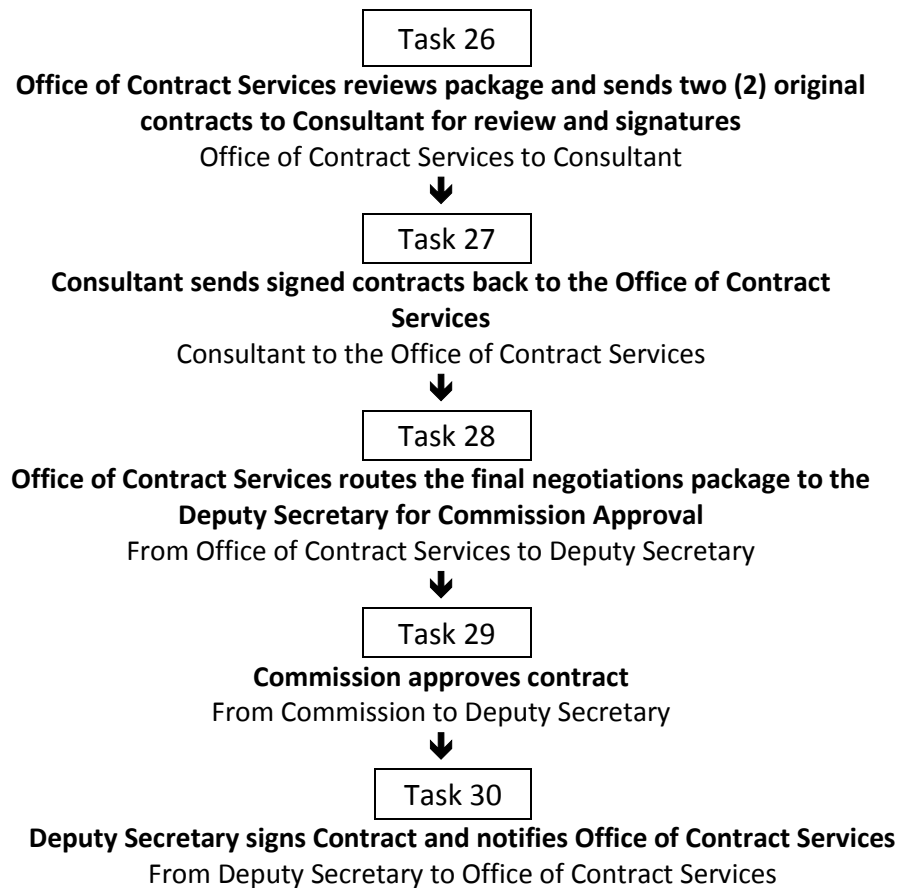 Task 26
Office of Contract Services reviews package and sends two (2) original
contracts to Consultant for review and signatures
Office of Contract Services to Consultant
Task 27
Consultant sends signed contracts back to the Office of Contract
Services
Consultant to the Office of Contract Services
Task 28
Office of Contract Services routes the final negotiations package to the
Deputy Secretary for Commission Approval
From Office of Contract Services to Deputy Secretary
Task 29
Commission approves contract
From Commission to Deputy Secretary
Task 30
Deputy Secretary signs Contract and notifies Office of Contract Services
From Deputy Secretary to Office of Contract Services